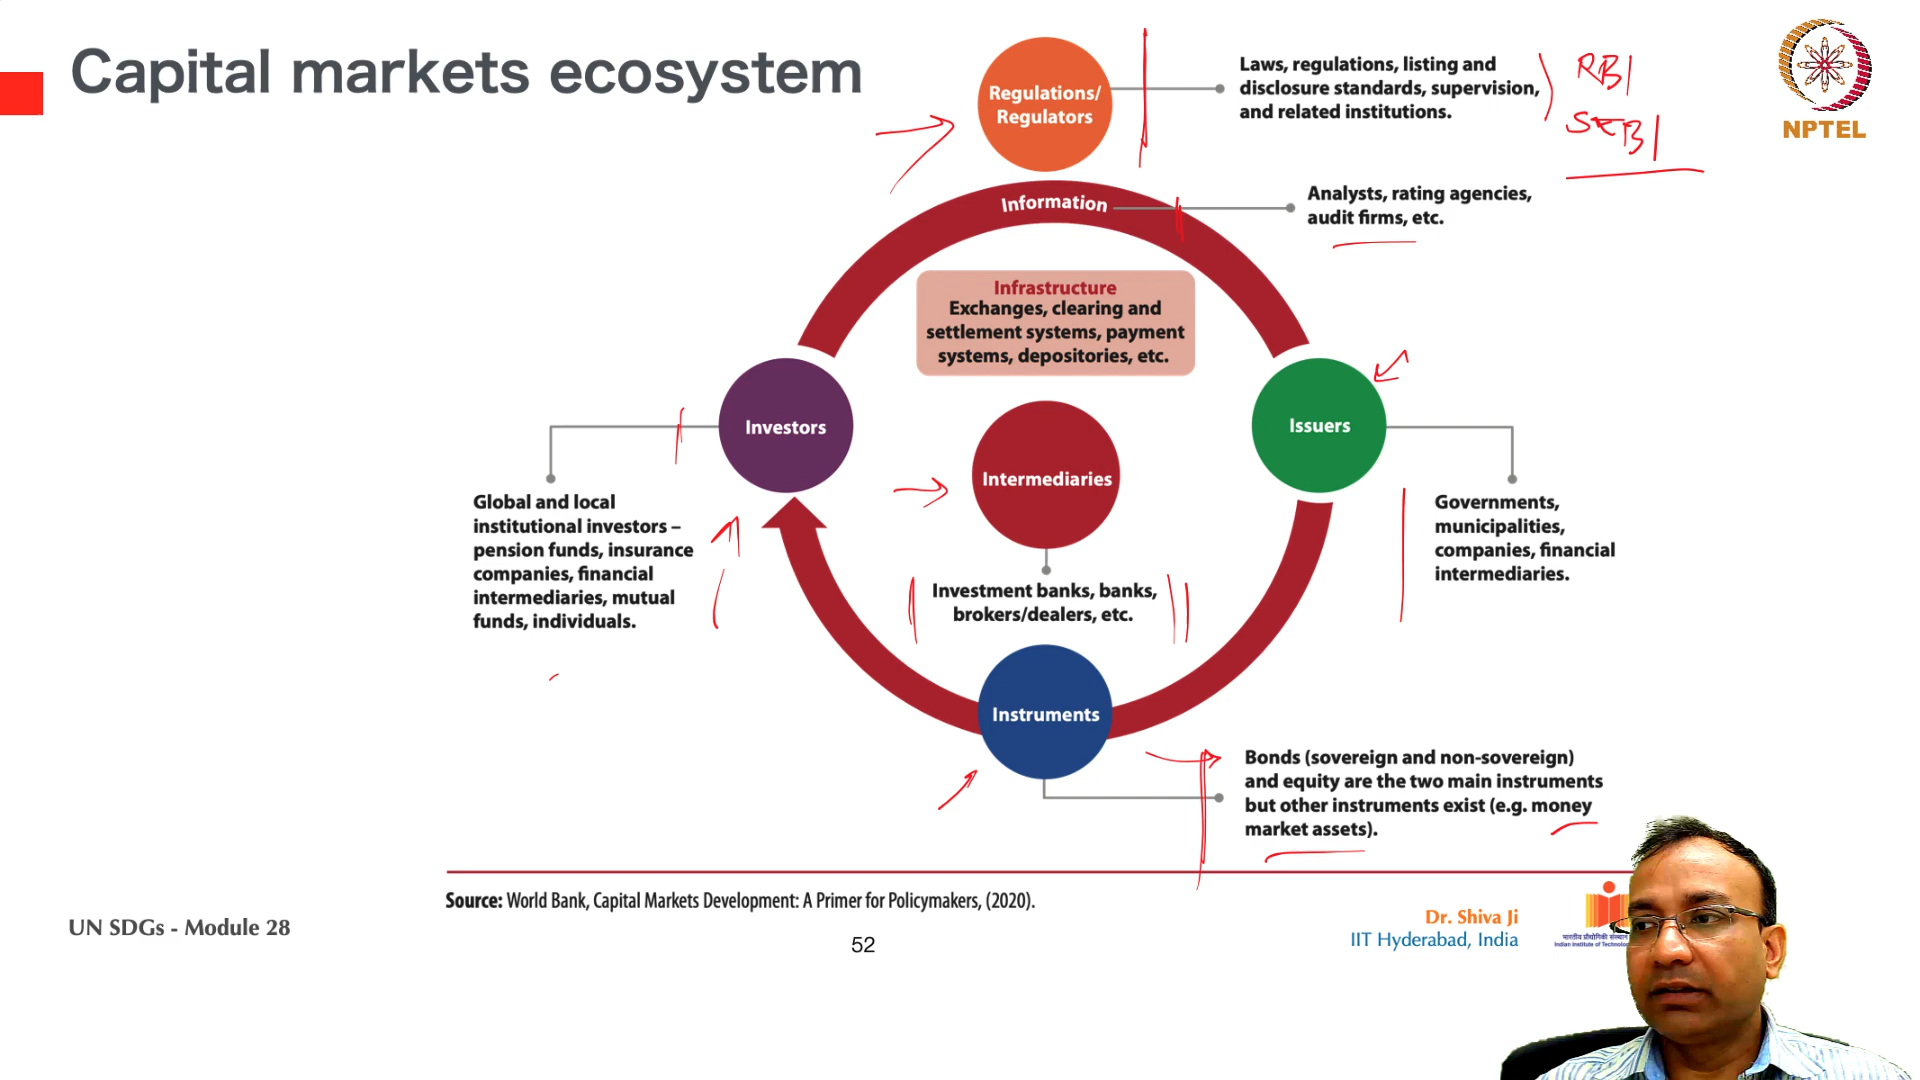 Capital markets ecosystem
Regulations/
Regulators
Laws, regulations, listing and
disclosure standards, supervision,
and related institutions.
RBI
SEBI
NPTEL
Information
Analysts, rating agencies,
audit firms, etc.
Infrastructure
Exchanges, clearing and
settlement systems, payment
systems, depositories, etc.
Investors
Issuers
Intermediaries
Global and local
institutional investors –
pension funds, insurance
companies, financial
intermediaries, mutual
funds, individuals.
Investment banks, banks,
brokers/dealers, etc.
Governments,
municipalities,
companies, financial
intermediaries.
Instruments
Bonds (sovereign and non-sovereign)
and equity are the two main instruments
but other instruments exist (e.g. money
market assets).
Source: World Bank, Capital Markets Development: A Primer for Policymakers, (2020).
UN SDGs - Module 28
52
Dr. Shiva Ji
IIT Hyderabad, India
Indian Institute of